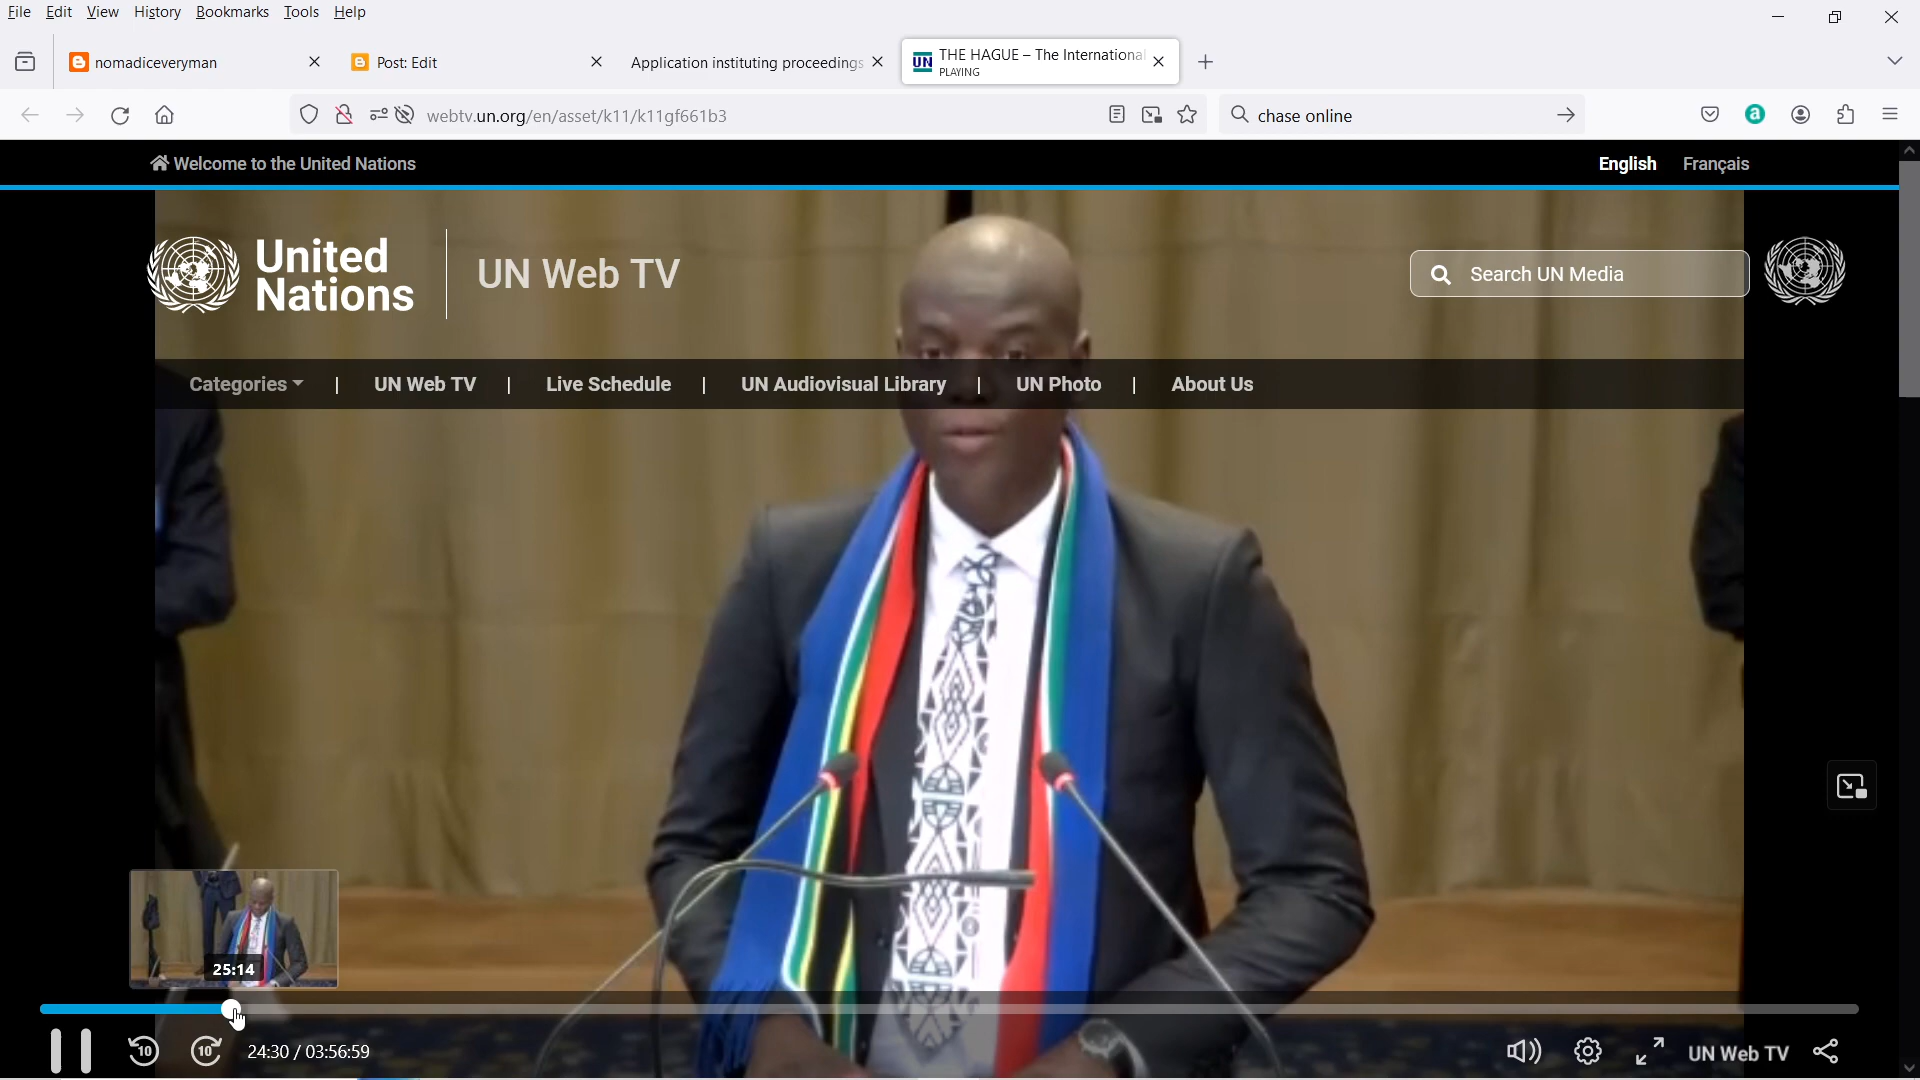 File Edit View History Bookmarks Tools Help
nomadiceveryman
Post: Edit
Application instituting proceedings
UN THE HAGUE – The International
PLAYING
webtv.un.org/en/asset/k11/k11gf661b3
chase online
a
Welcome to the United Nations
English Français
United
Nations
UN Web TV
Search UN Media
Categories | UN Web TV | Live Schedule | UN Audiovisual Library | UN Photo | About Us
25:14
10 10 24:30 / 03:56:59
UN Web TV